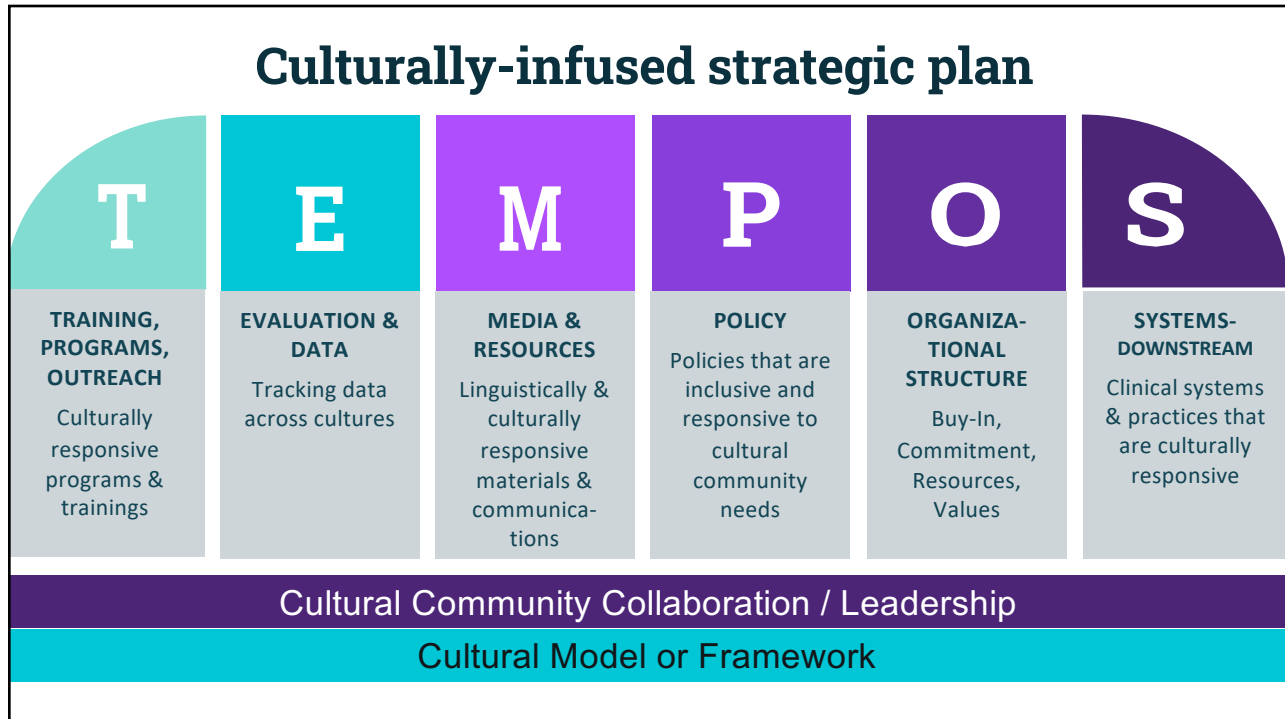 Culturally-infused strategic plan
T
E
M
P
O
S
TRAINING,
PROGRAMS,
OUTREACH
Culturally
responsive
programs &
trainings
EVALUATION &
DATA
Tracking data
across cultures
MEDIA &
RESOURCES
Linguistically &
culturally
responsive
materials &
communica-
tions
POLICY
Policies that are
inclusive and
responsive to
cultural
community
needs
ORGANIZA-
TIONAL
STRUCTURE
Buy-In,
Commitment,
Resources,
Values
SYSTEMS-
DOWNSTREAM
Clinical systems
& practices that
are culturally
responsive
Cultural Community Collaboration / Leadership
Cultural Model or Framework